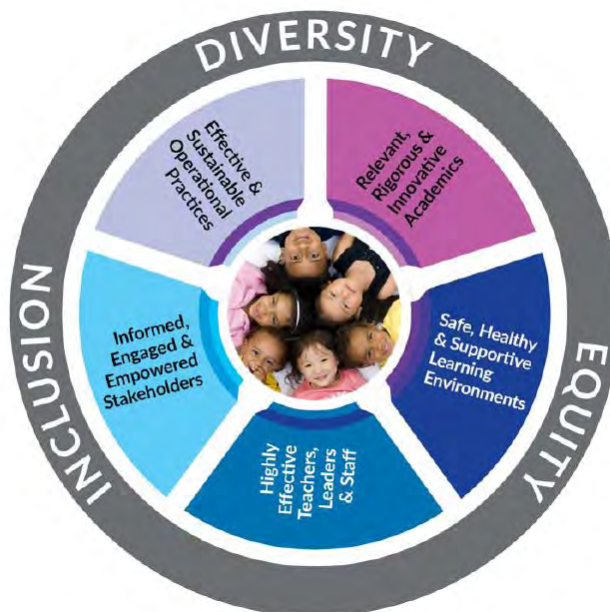 DIVERSITY
Effective &
Sustainable
Operational
Practices
Relevant,
Rigorous &
Innovative
Academics
Informed,
Engaged &
Empowered
Stakeholders
Safe, Healthy
& Supportive
Learning
Environments
Highly
Effective
Teachers,
Leaders
& Staff
INCLUSION
EQUITY